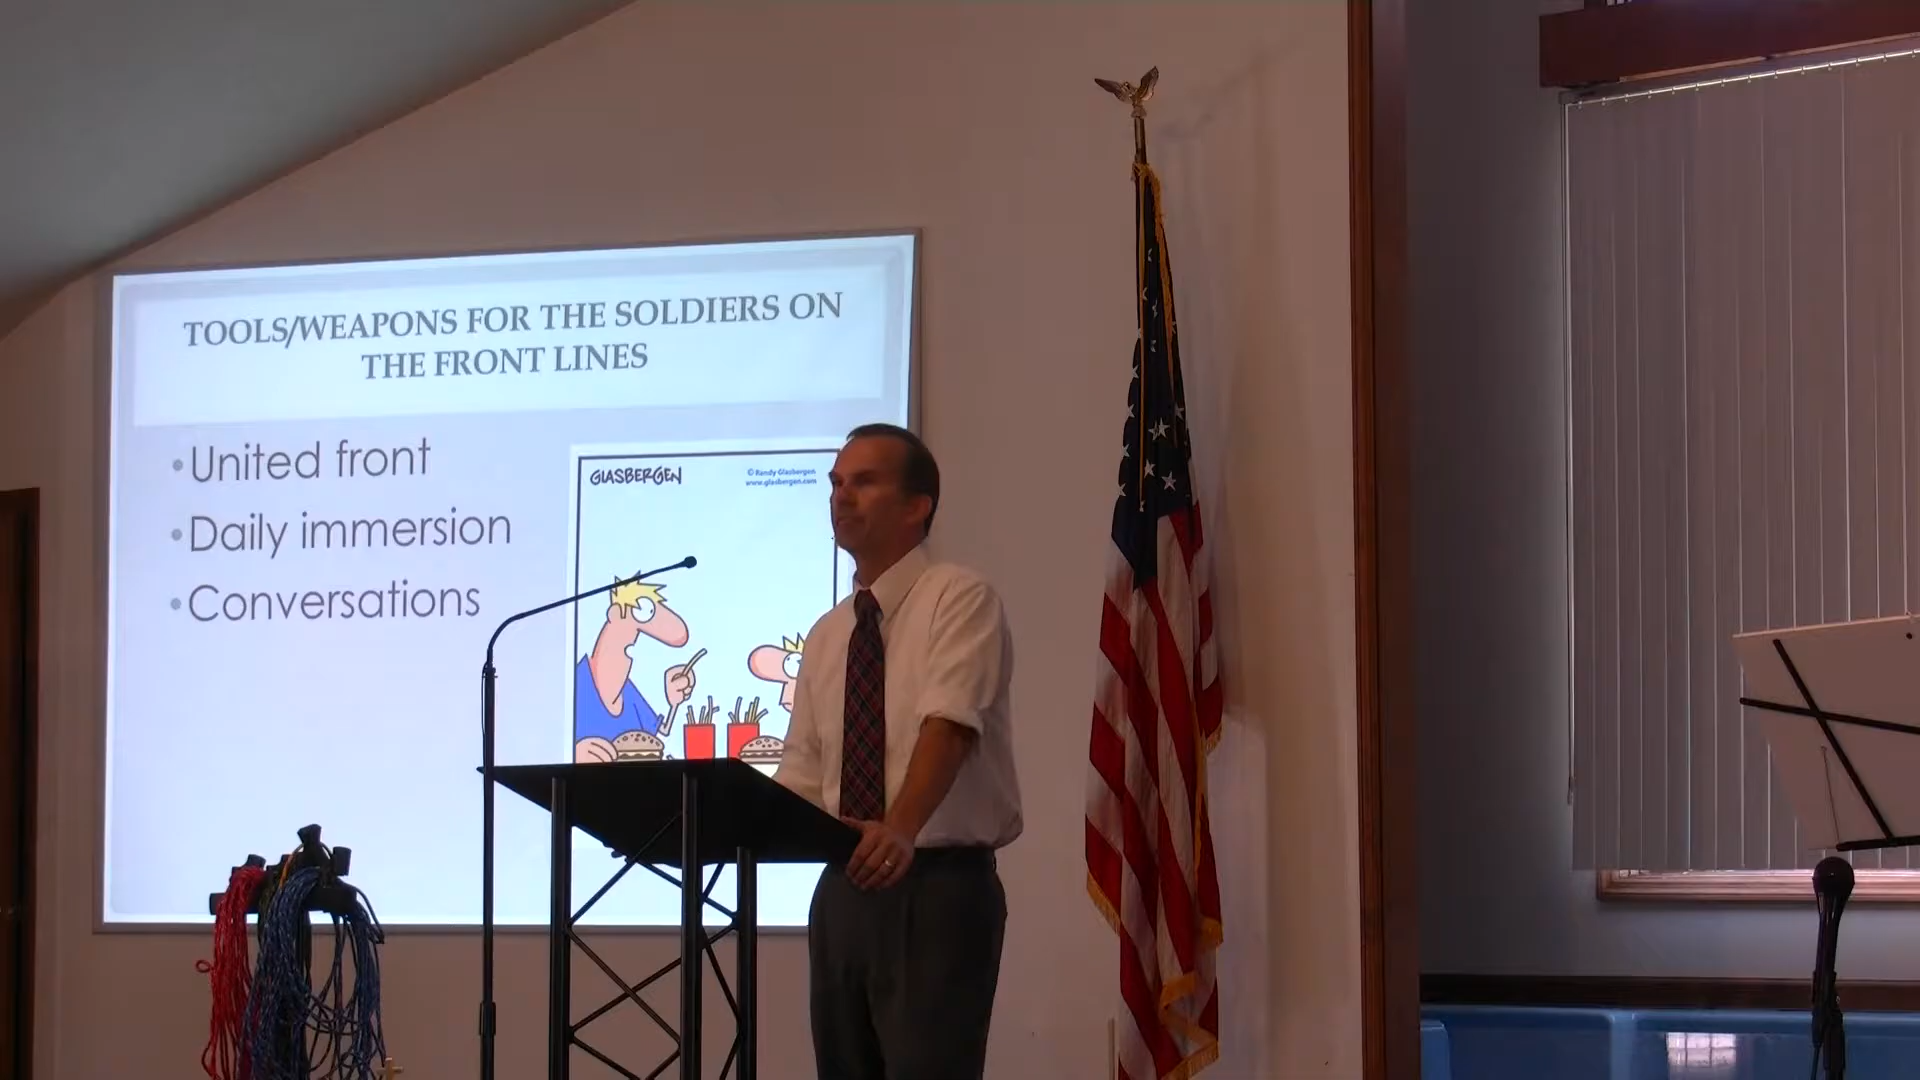 TOOLS/WEAPONS FOR THE SOLDIERS ON
THE FRONT LINES
•United front
•Daily immersion
•Conversations
GLASBERGEN
© Randy Glasbergen
www.glasbergen.com